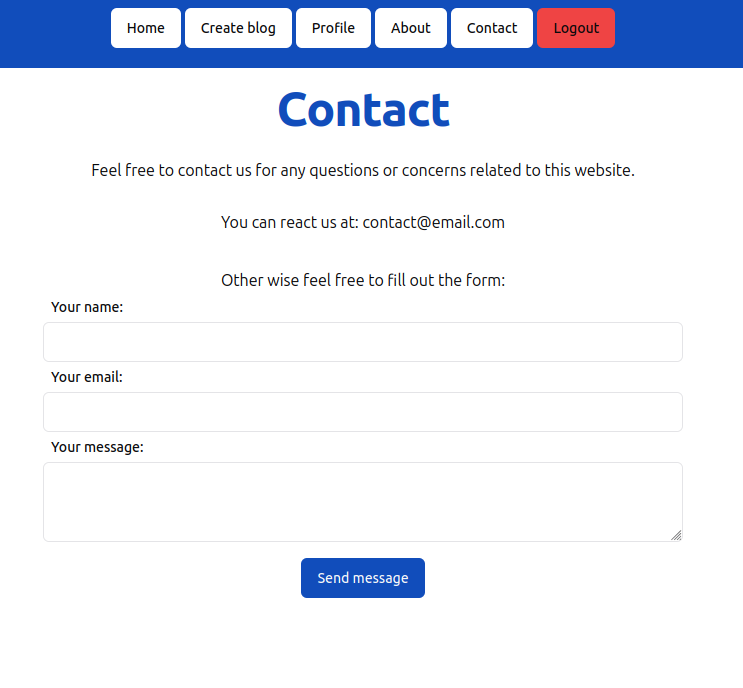 Home Create blog Profile About Contact Logout
Contact
Feel free to contact us for any questions or concerns related to this website.
You can react us at: contact@email.com
Other wise feel free to fill out the form:
Your name:
Your email:
Your message:
Send message